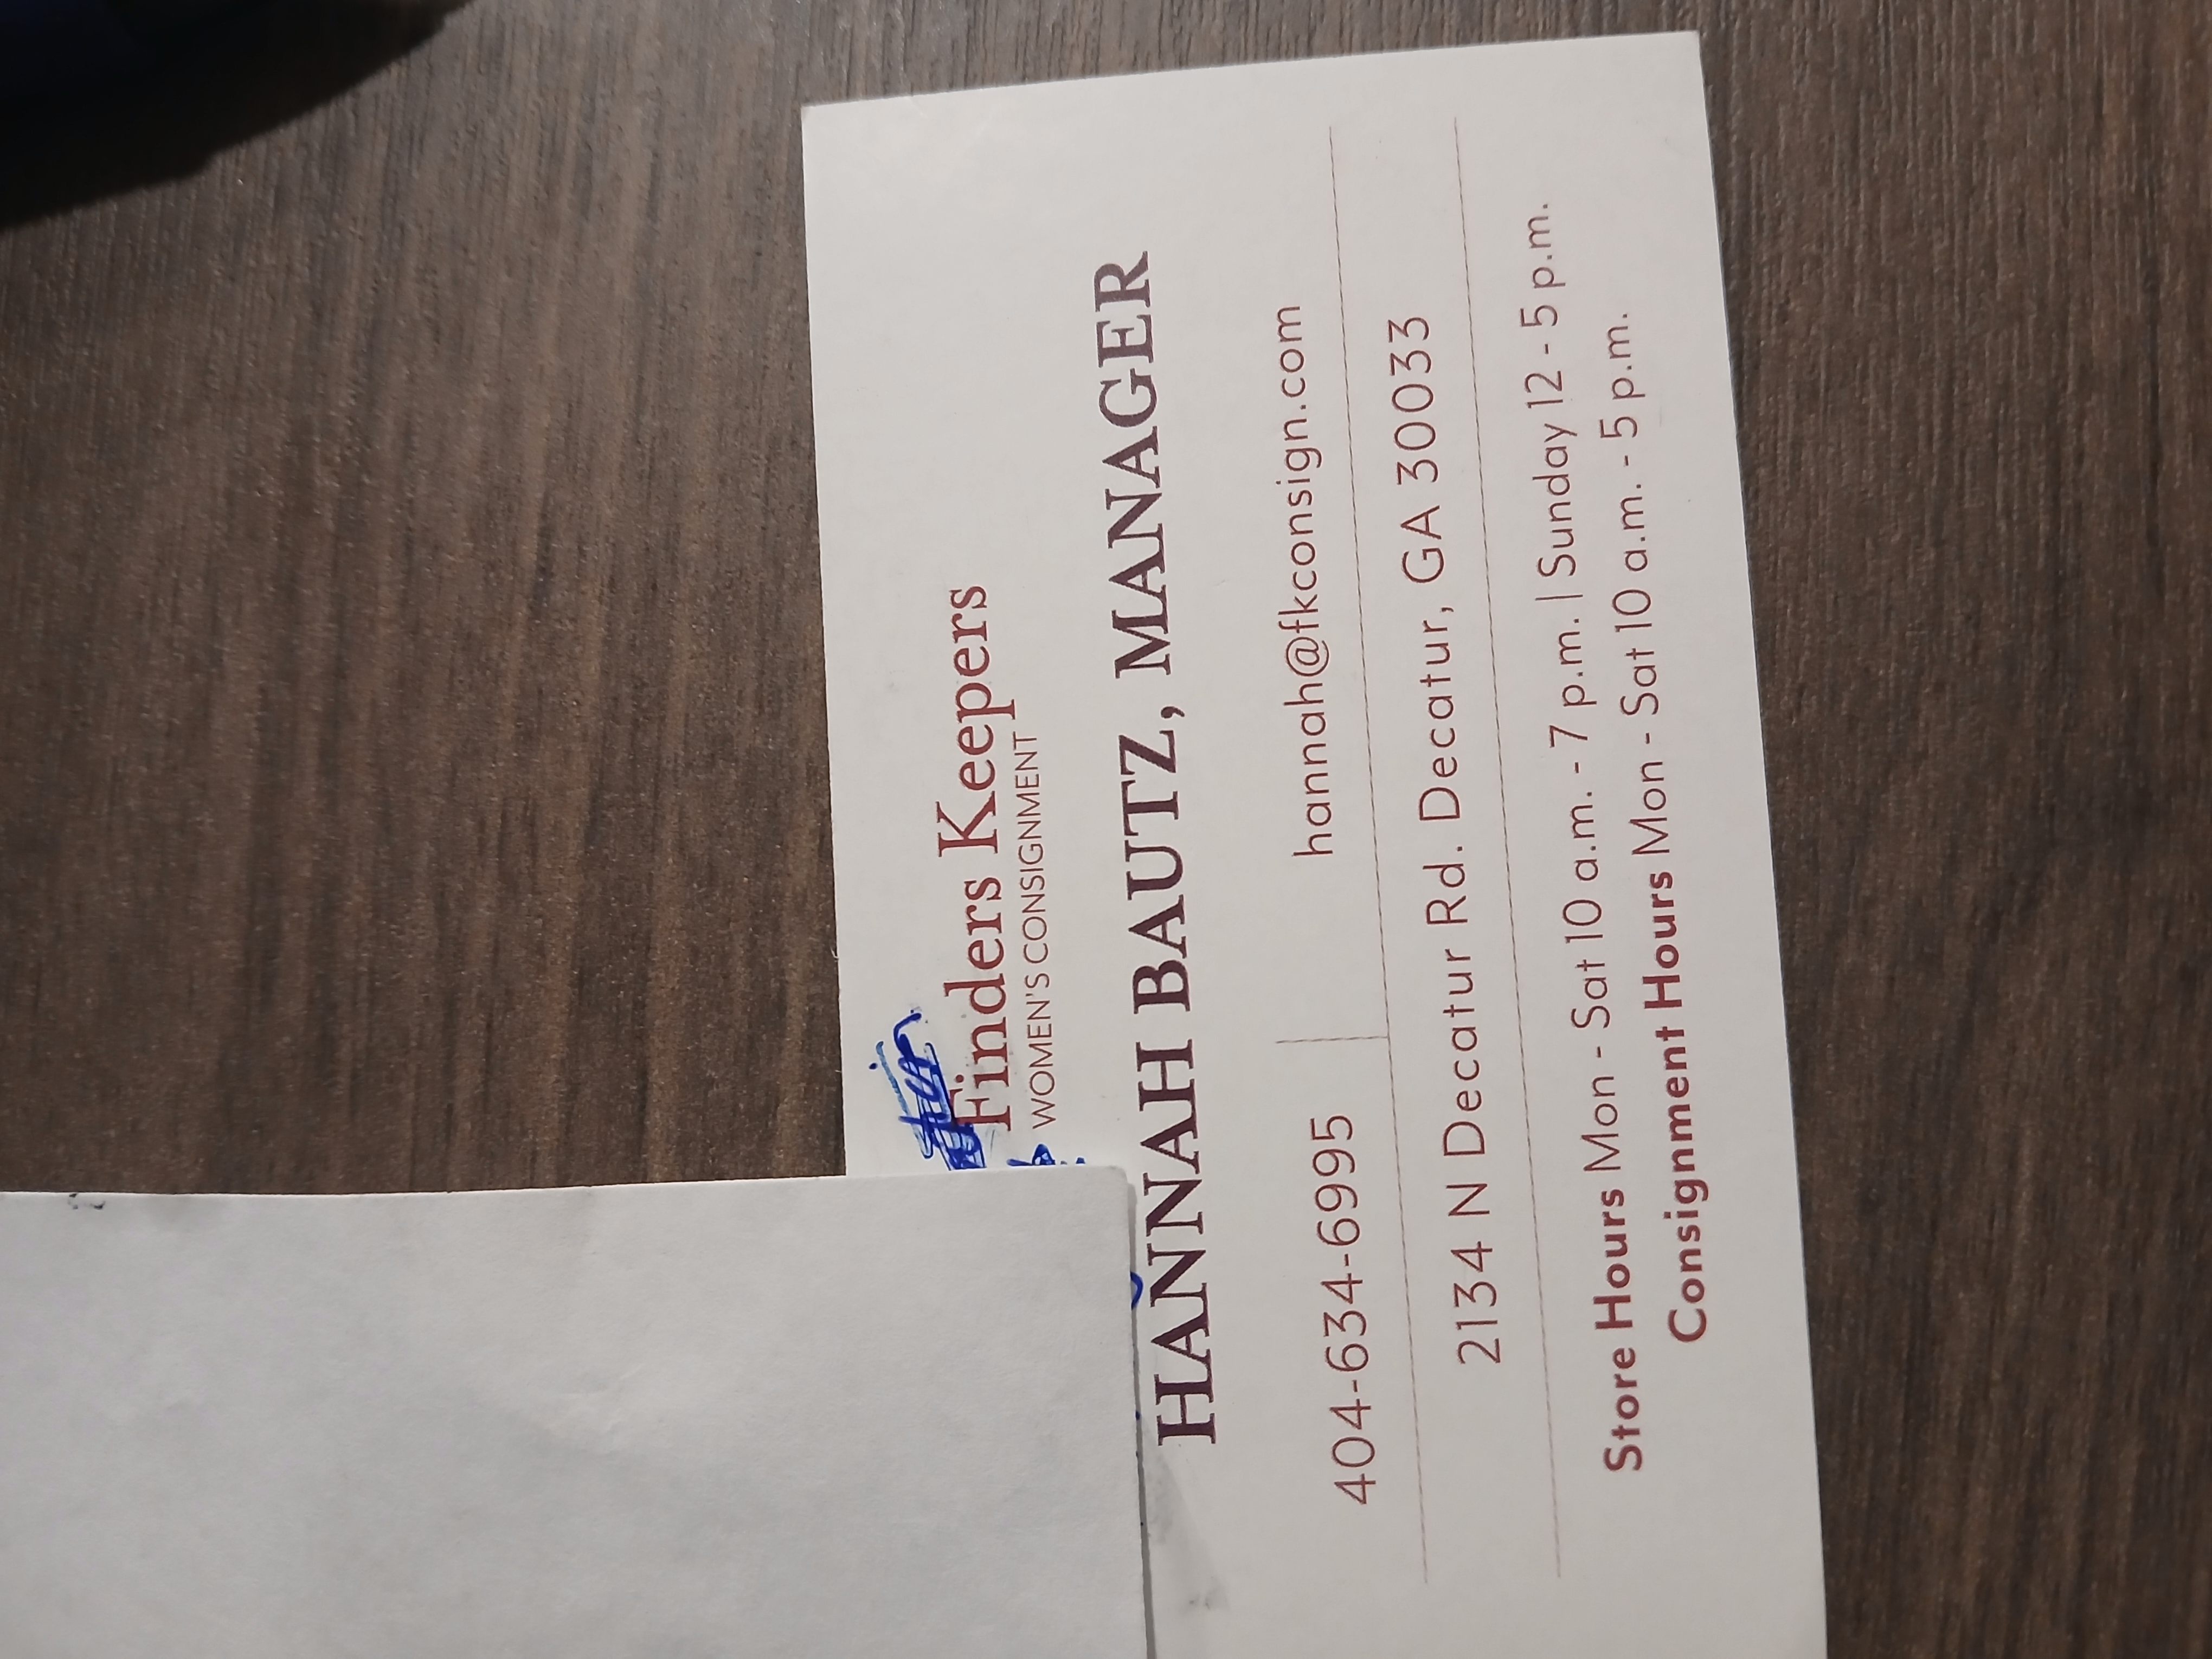 Finders Keepers
WOMEN'S CONSIGNMENT
HANNAH BAUTZ, MANAGER
404-634-6995 hannah@fkconsign.com
2134 N Decatur Rd. Decatur, GA 30033
Store Hours Mon - Sat 10 a.m. - 7 p.m. | Sunday 12 - 5 p.m.
Consignment Hours Mon - Sat 10 a.m. - 5 p.m.